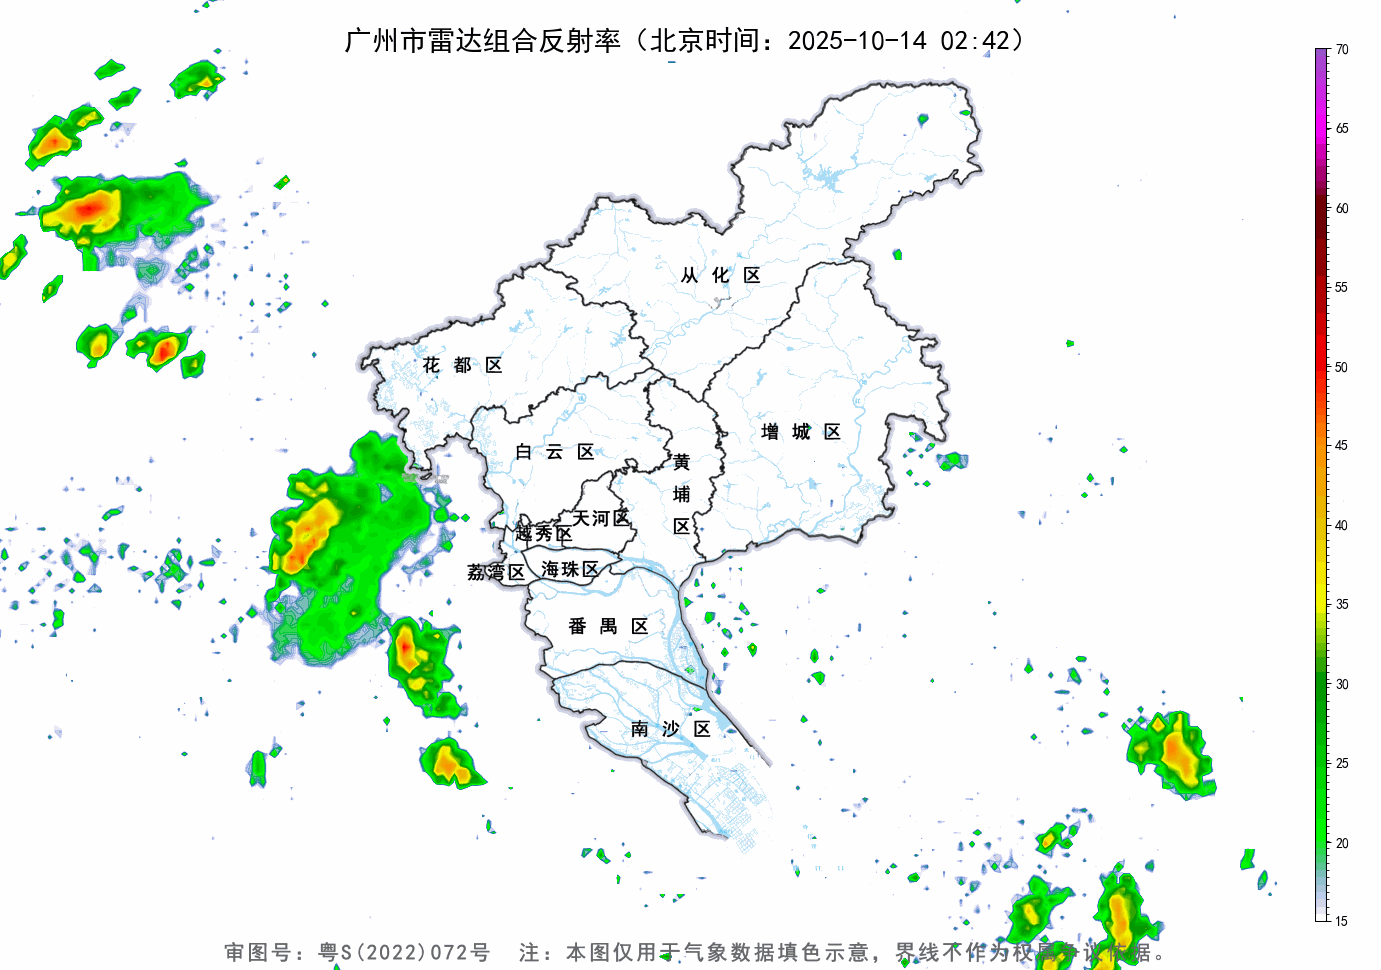 广州市雷达组合反射率（北京时间：2025-10-14 02:42）
70
65
60
55
50
45
40
35
30
25
20
15
从化区
花都区
增城区
白云区
黄埔区
天河区
越秀区
海珠区
荔湾区
番禺区
南沙区
审图号：粤S(2022)072号 注：本图仅用于气象数据填色示意，界线不作为权属争议依据。